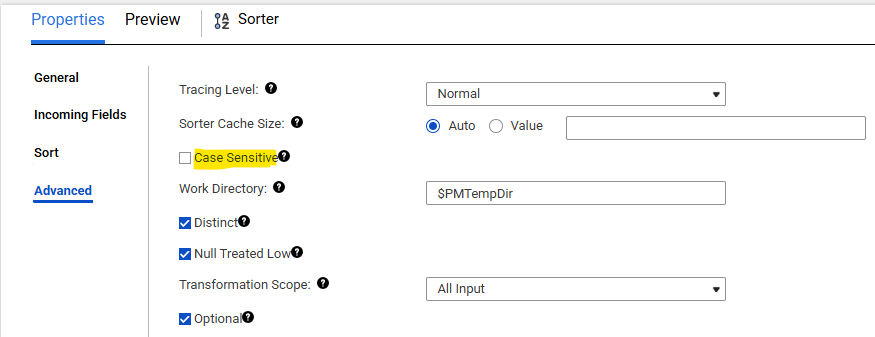 Properties Preview Sorter
General
Incoming Fields
Sort
Advanced
Tracing Level: ? Normal
Sorter Cache Size: ? Auto Value
Case Sensitive ?
Work Directory: ? $PMTempDir
Distinct ?
Null Treated Low ?
Transformation Scope: ? All Input
Optional ?